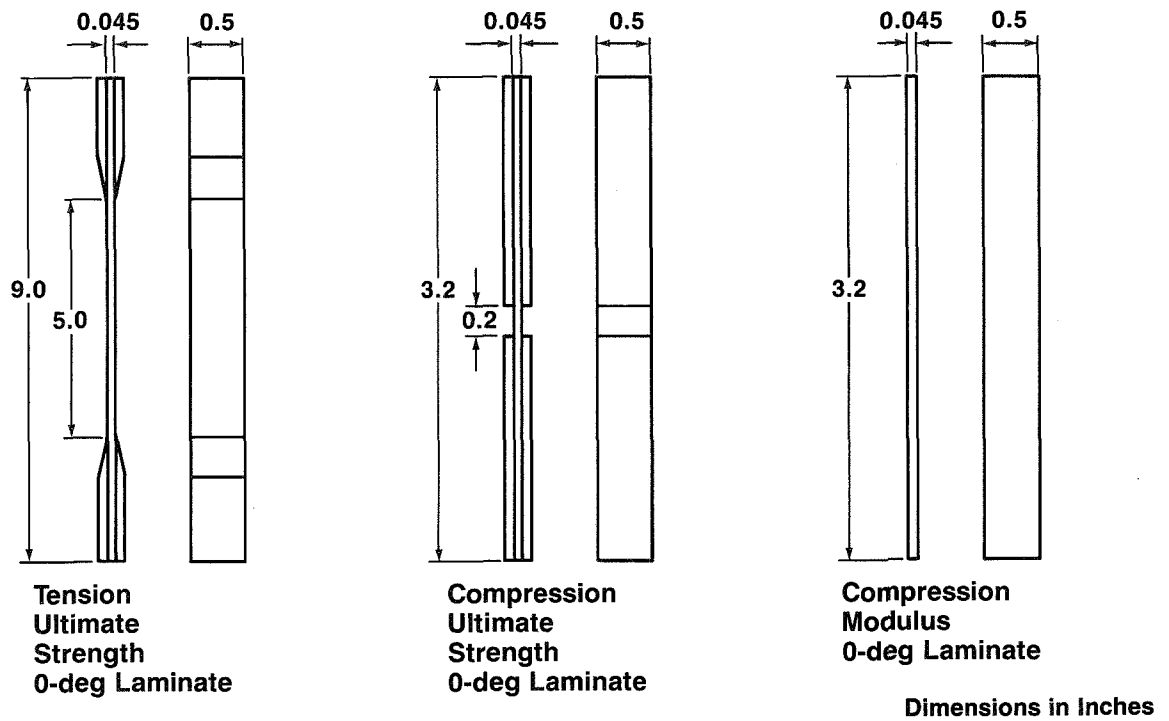 0.045 0.5
9.0
5.0
Tension
Ultimate
Strength
0-deg Laminate
0.045 0.5
3.2
0.2
Compression
Ultimate
Strength
0-deg Laminate
0.045 0.5
3.2
Compression
Modulus
0-deg Laminate
Dimensions in Inches